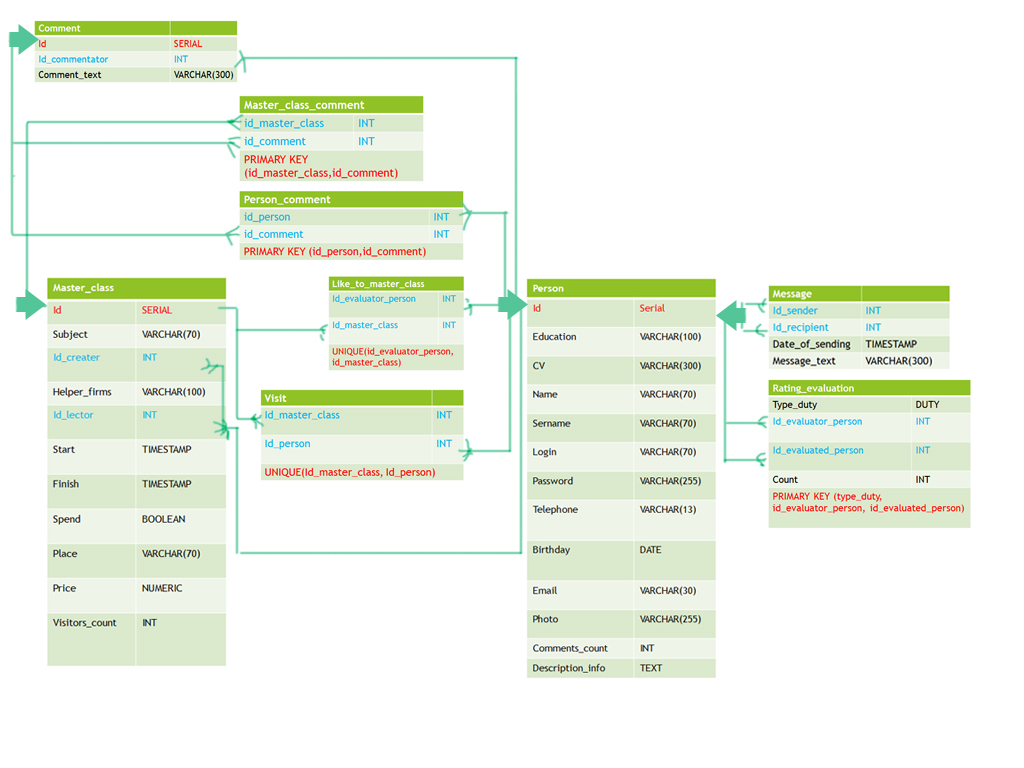 Comment
Id SERIAL
Id_commentator INT
Comment_text VARCHAR(300)
Master_class_comment
id_master_class INT
id_comment INT
PRIMARY KEY
(id_master_class,id_comment)
Person_comment
id_person INT
id_comment INT
PRIMARY KEY (id_person,id_comment)
Master_class
Id SERIAL
Subject VARCHAR(70)
Id_creater INT
Helper_firms VARCHAR(100)
Id_lector INT
Start TIMESTAMP
Finish TIMESTAMP
Spend BOOLEAN
Place VARCHAR(70)
Price NUMERIC
Visitors_count INT
Like_to_master_class
Id_evaluator_person INT
Id_master_class INT
UNIQUE(id_evaluator_person,
id_master_class)
Visit
Id_master_class INT
Id_person INT
UNIQUE(Id_master_class, Id_person)
Person
Id Serial
Education VARCHAR(100)
CV VARCHAR(300)
Name VARCHAR(70)
Sername VARCHAR(70)
Login VARCHAR(70)
Password VARCHAR(255)
Telephone VARCHAR(13)
Birthday DATE
Email VARCHAR(30)
Photo VARCHAR(255)
Comments_count INT
Description_info TEXT
Message
Id_sender INT
Id_recipient INT
Date_of_sending TIMESTAMP
Message_text VARCHAR(300)
Rating_evaluation
Type_duty DUTY
Id_evaluator_person INT
Id_evaluated_person INT
Count INT
PRIMARY KEY (type_duty,
id_evaluator_person, id_evaluated_person)